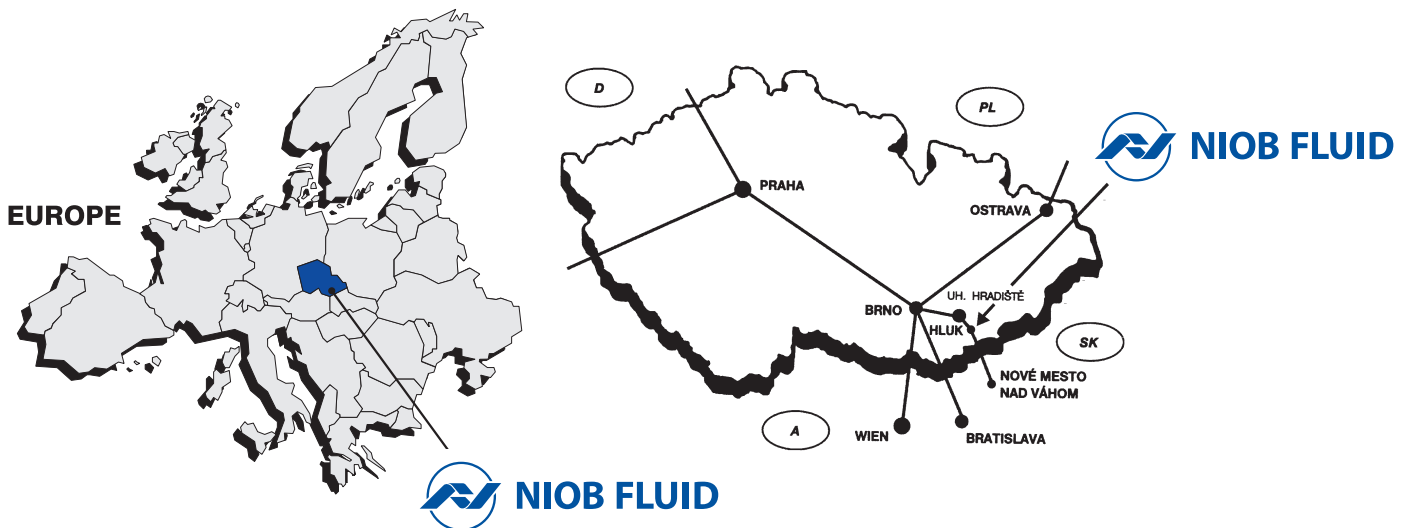 EUROPE
NIOB FLUID
D
PL
NIOB FLUID
PRAHA
OSTRAVA
UH. HRADIŠTĚ
BRNO
HLUK
SK
NOVÉ MESTO
NAD VÁHOM
A
WIEN
BRATISLAVA